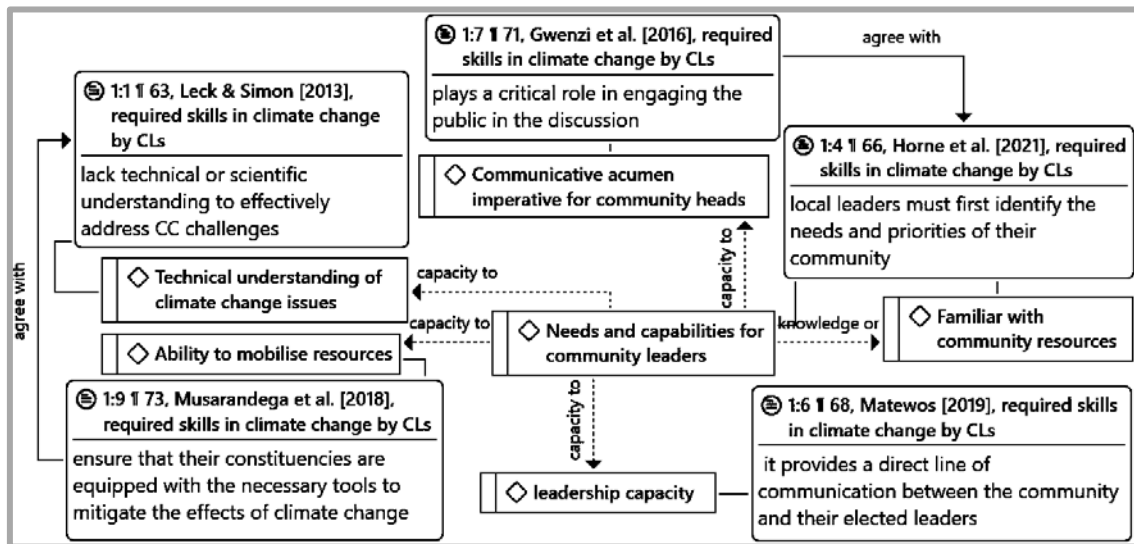 1:7 ¶ 71, Gwenzi et al. [2016], required
skills in climate change by CLs
plays a critical role in engaging the
public in the discussion
agree with
1:1 ¶ 63, Leck & Simon [2013],
required skills in climate change
by CLs
lack technical or scientific
understanding to effectively
address CC challenges
1:4 ¶ 66, Horne et al. [2021], required
skills in climate change by CLs
local leaders must first identify the
needs and priorities of their
community
Communicative acumen
imperative for community heads
agree with
Technical understanding of
climate change issues
capacity to
capacity to
capacity to
Needs and capabilities for
community leaders
knowledge or
Familiar with
community resources
Ability to mobilise resources
1:9 ¶ 73, Musarandega et al. [2018],
required skills in climate change by CLs
ensure that their constituencies are
equipped with the necessary tools to
mitigate the effects of climate change
capacity to
leadership capacity
1:6 ¶ 68, Matewos [2019], required skills
in climate change by CLs
it provides a direct line of
communication between the community
and their elected leaders